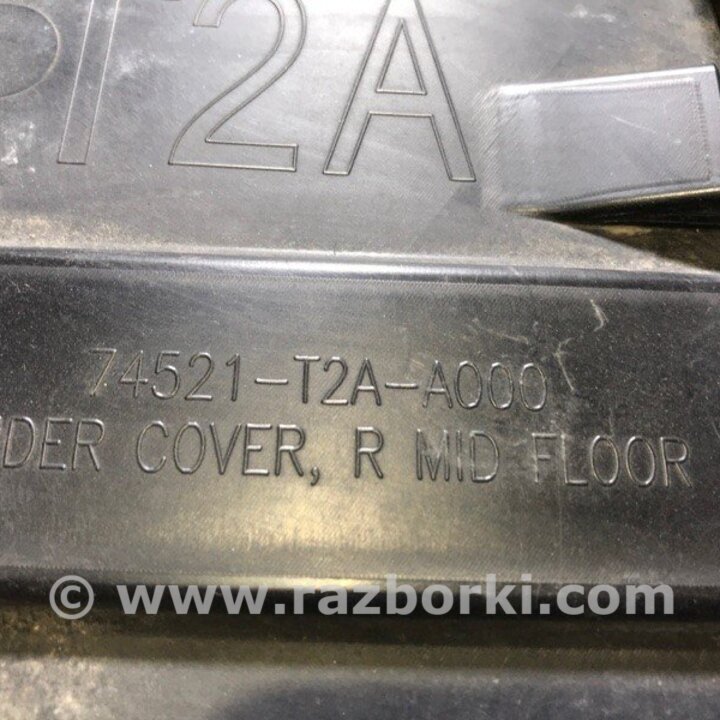 T2A
74521-T2A-A000
DER COVER, R MID FLOOR
© www.razborki.com